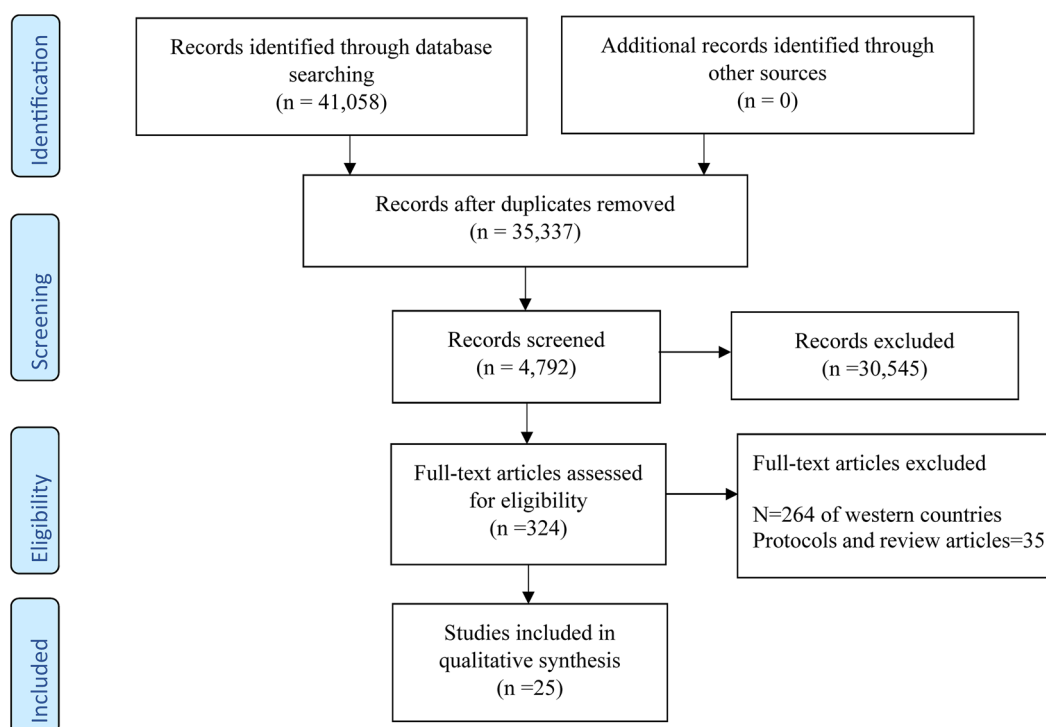 Identification
Records identified through database
searching
(n = 41,058)
Additional records identified through
other sources
(n = 0)
Records after duplicates removed
(n = 35,337)
Screening
Records screened
(n = 4,792)
Records excluded
(n =30,545)
Eligibility
Full-text articles assessed
for eligibility
(n =324)
Full-text articles excluded
N=264 of western countries
Protocols and review articles=35
Included
Studies included in
qualitative synthesis
(n =25)